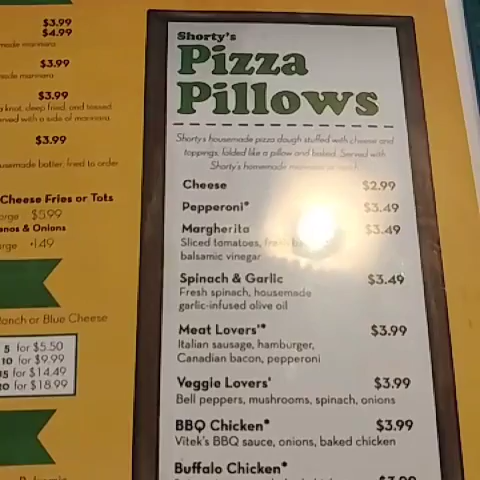 $3.99
$4.99
made marinara
$3.99
made marinara
$3.99
knot, deep fried, and tossed
served with a side of marinara
$3.99
housemade batter, fried to order
Cheese Fries or Tots
$5.99
& Onions
1.49
Ranch or Blue Cheese
5 for $5.50
10 for $9.99
15 for $14.49
20 for $18.99
Shorty's
Pizza
Pillows
Shorty's housemade pizza dough stuffed with cheese and
toppings, folded like a pillow and baked. Served with
Shorty's homemade marinara
Cheese $2.99
Pepperoni* $3.49
Margherita $3.49
Sliced tomatoes,
balsamic vinegar
Spinach & Garlic $3.49
Fresh spinach, housemade
garlic-infused olive oil
Meat Lovers'* $3.99
Italian sausage, hamburger,
Canadian bacon, pepperoni
Veggie Lovers' $3.99
Bell peppers, mushrooms, spinach, onions
BBQ Chicken* $3.99
Vitek's BBQ sauce, onions, baked chicken
Buffalo Chicken*
$3.99